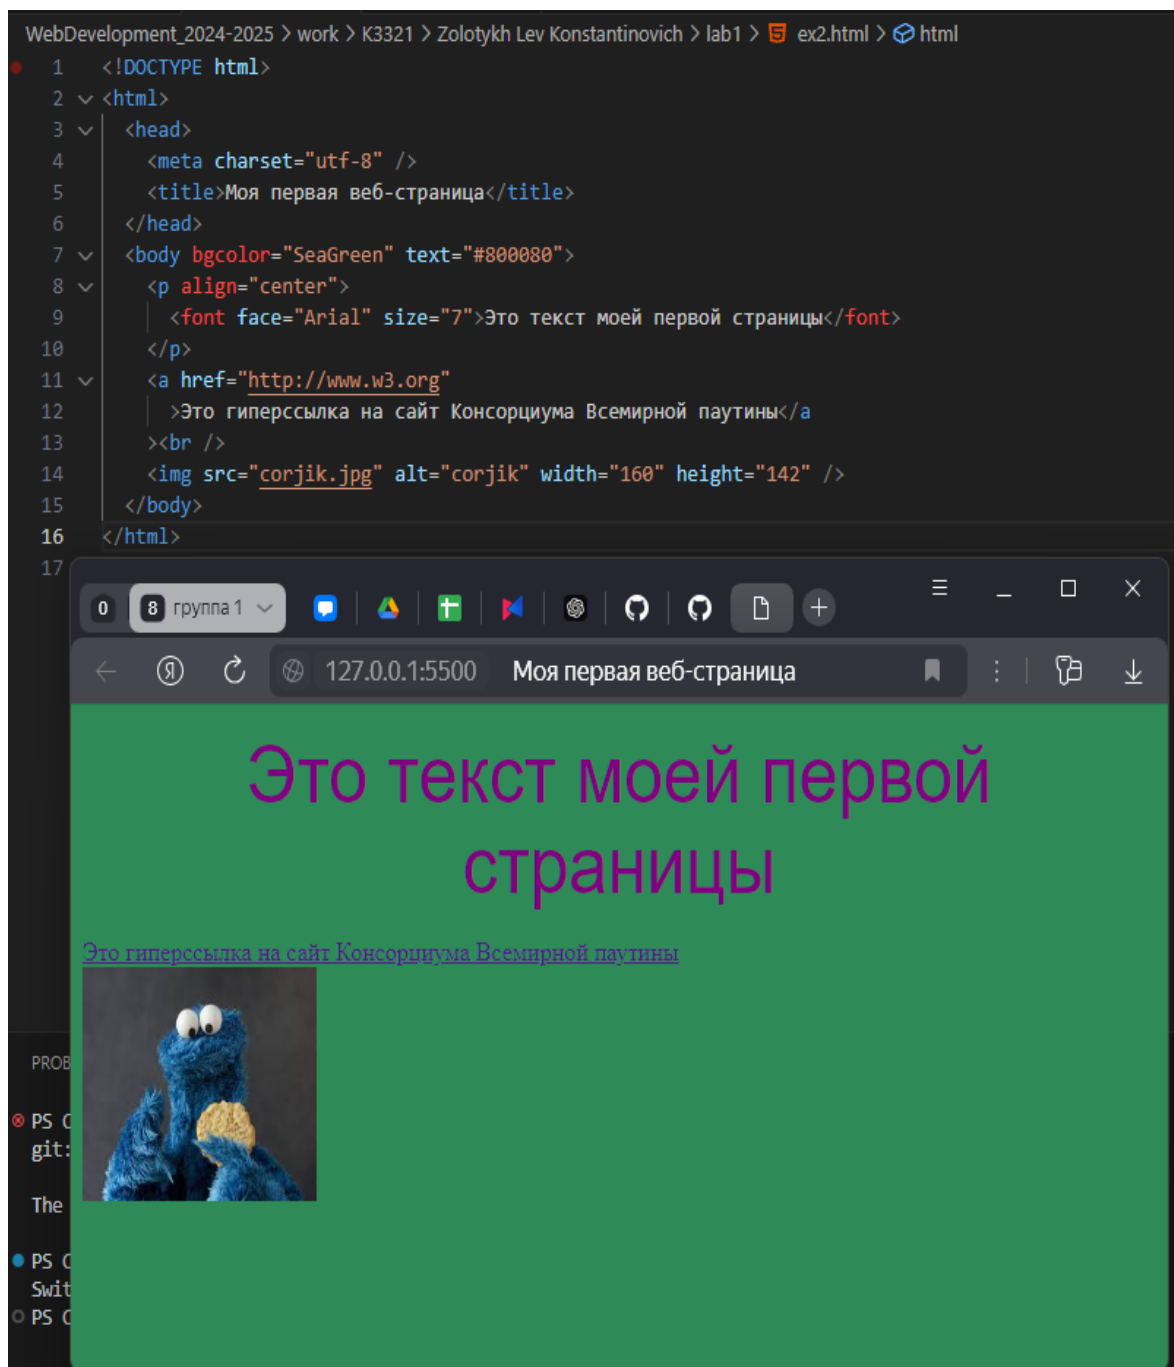 WebDevelopment_2024-2025 > work > K3321 > Zolotykh Lev Konstantinovich > lab1 > ex2.html > html
1 <!DOCTYPE html>
2 <html>
3 <head>
4 <meta charset="utf-8" />
5 <title>Моя первая веб-страница</title>
6 </head>
7 <body bgcolor="SeaGreen" text="#800080">
8 <p align="center">
9 <font face="Arial" size="7">Это текст моей первой страницы</font>
10 </p>
11 <a href="http://www.w3.org"
12 >Это гиперссылка на сайт Консорциума Всемирной паутины</a
13 ><br />
14 <img src="corjik.jpg" alt="corjik" width="160" height="142" />
15 </body>
16 </html>
17
0 8 группа 1
Я 127.0.0.1:5500 Моя первая веб-страница
Это текст моей первой
страницы
Это гиперссылка на сайт Консорциума Всемирной паутины
PROB
PS C
git:
The
PS C
Swit
PS C